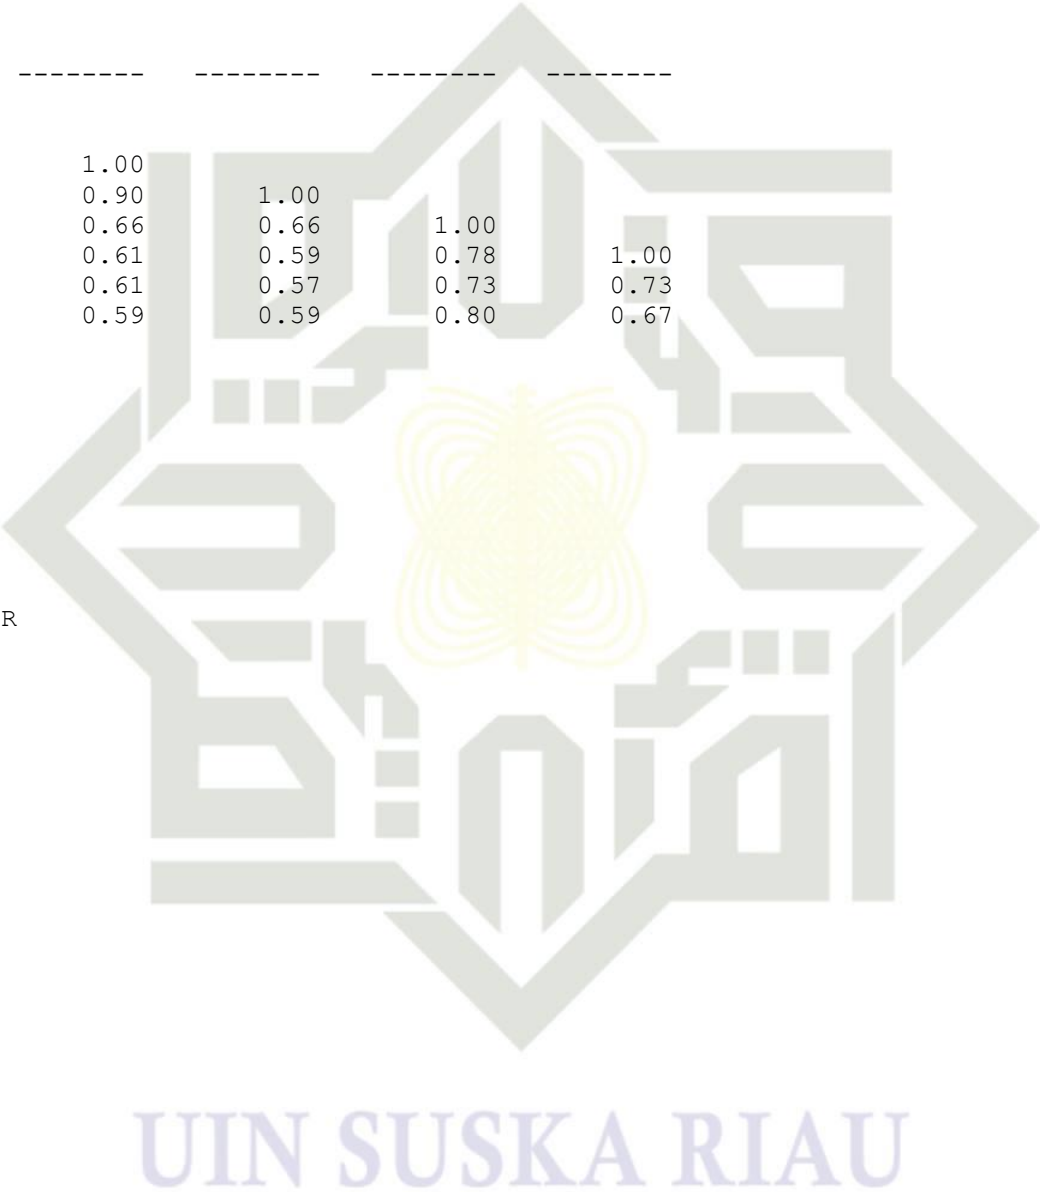 -------- -------- -------- --------
1.00
0.90 1.00
0.66 0.66 1.00
0.61 0.59 0.78 1.00
0.61 0.57 0.73 0.73
0.59 0.59 0.80 0.67
R
UIN SUSKA RIAU